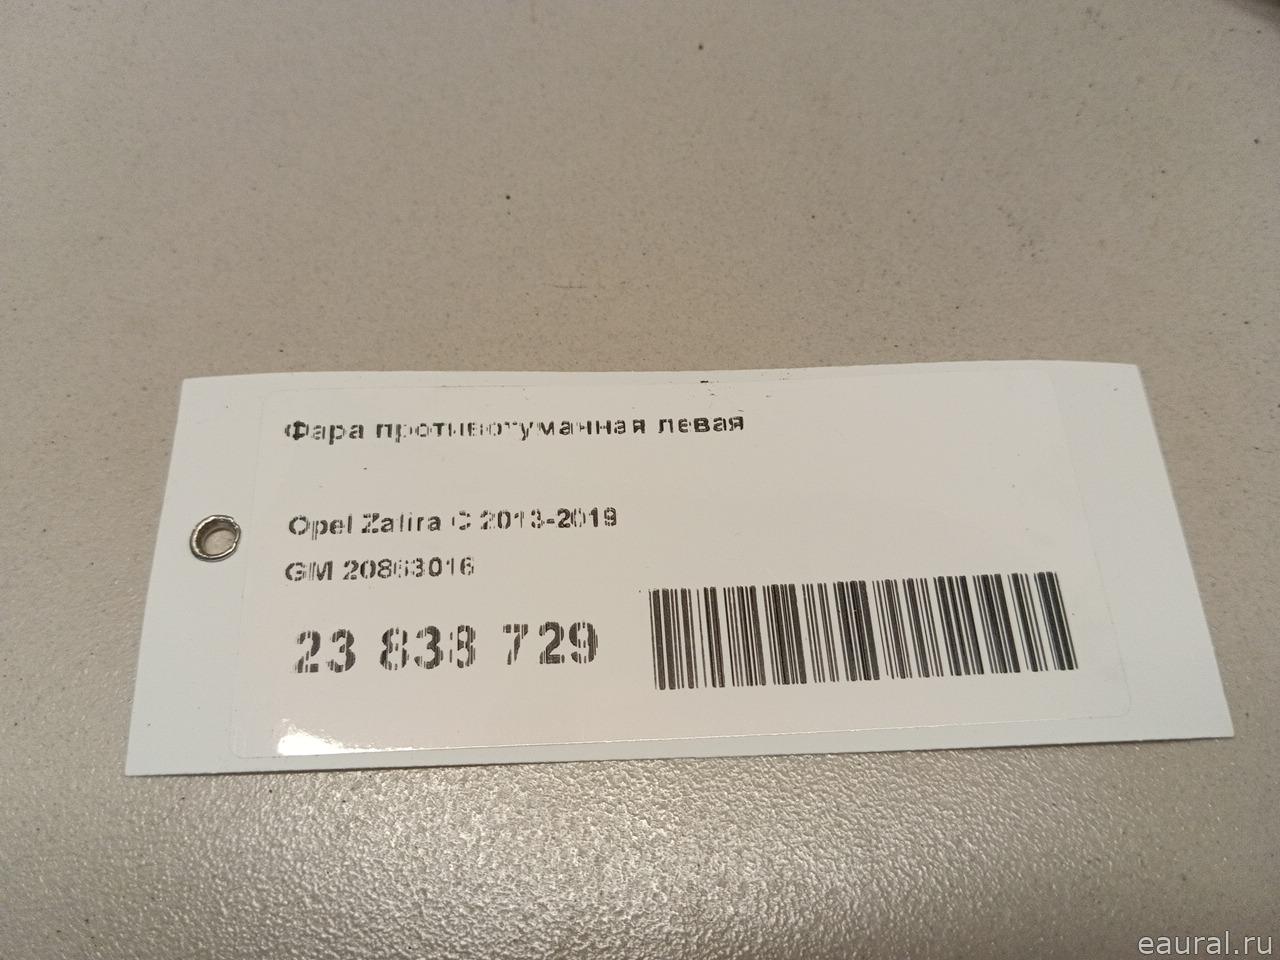 Фара противотуманная левая
Opel Zafira C 2013-2019
GM 20863016
23 838 729
eaural.ru